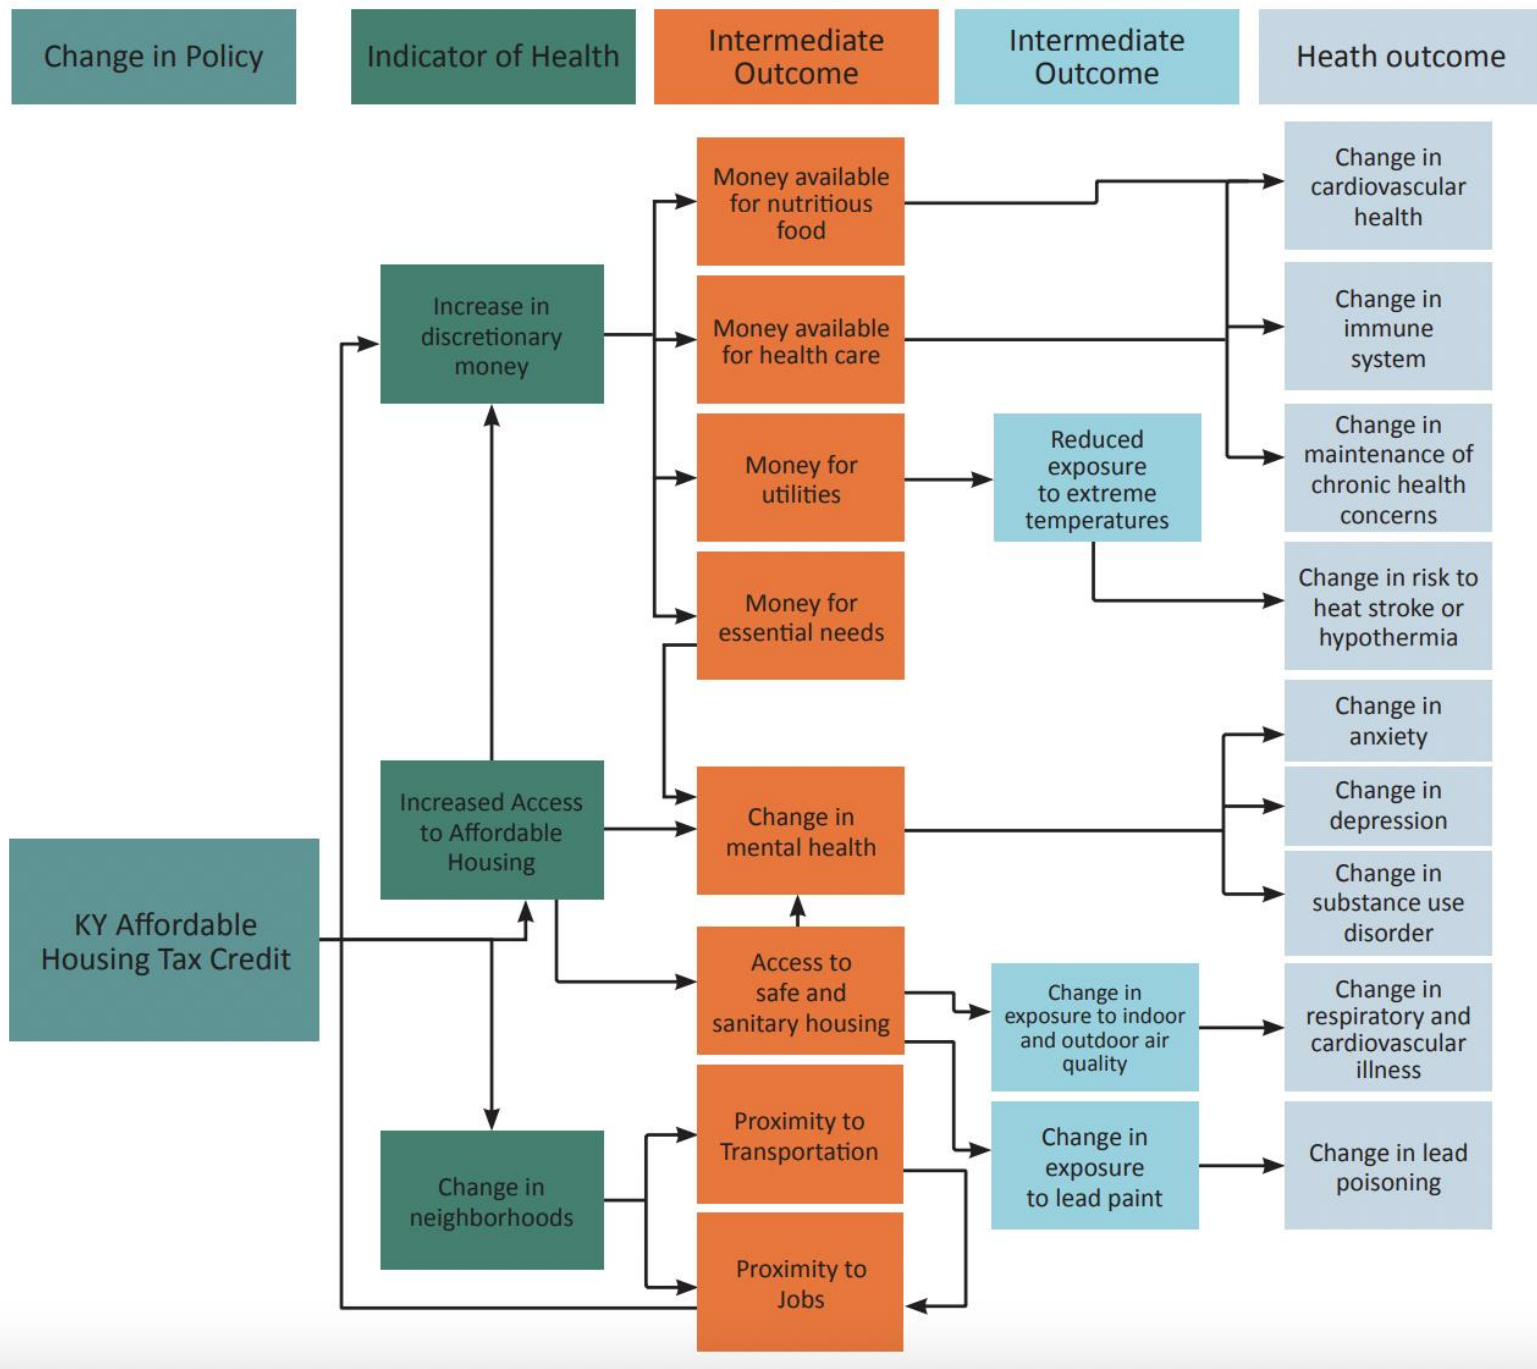 Change in Policy
Indicator of Health
Intermediate
Outcome
Intermediate
Outcome
Heath outcome
Money available
for nutritious
food
Change in
cardiovascular
health
Increase in
discretionary
money
Money available
for health care
Change in
immune
system
Money for
utilities
Reduced
exposure
to extreme
temperatures
Change in
maintenance of
chronic health
concerns
Money for
essential needs
Change in risk to
heat stroke or
hypothermia
Increased Access
to Affordable
Housing
Change in
mental health
Change in
anxiety
Change in
depression
Change in
substance use
disorder
KY Affordable
Housing Tax Credit
Access to
safe and
sanitary housing
Change in
exposure to indoor
and outdoor air
quality
Change in
respiratory and
cardiovascular
illness
Change in
neighborhoods
Proximity to
Transportation
Change in
exposure
to lead paint
Change in lead
poisoning
Proximity to
Jobs